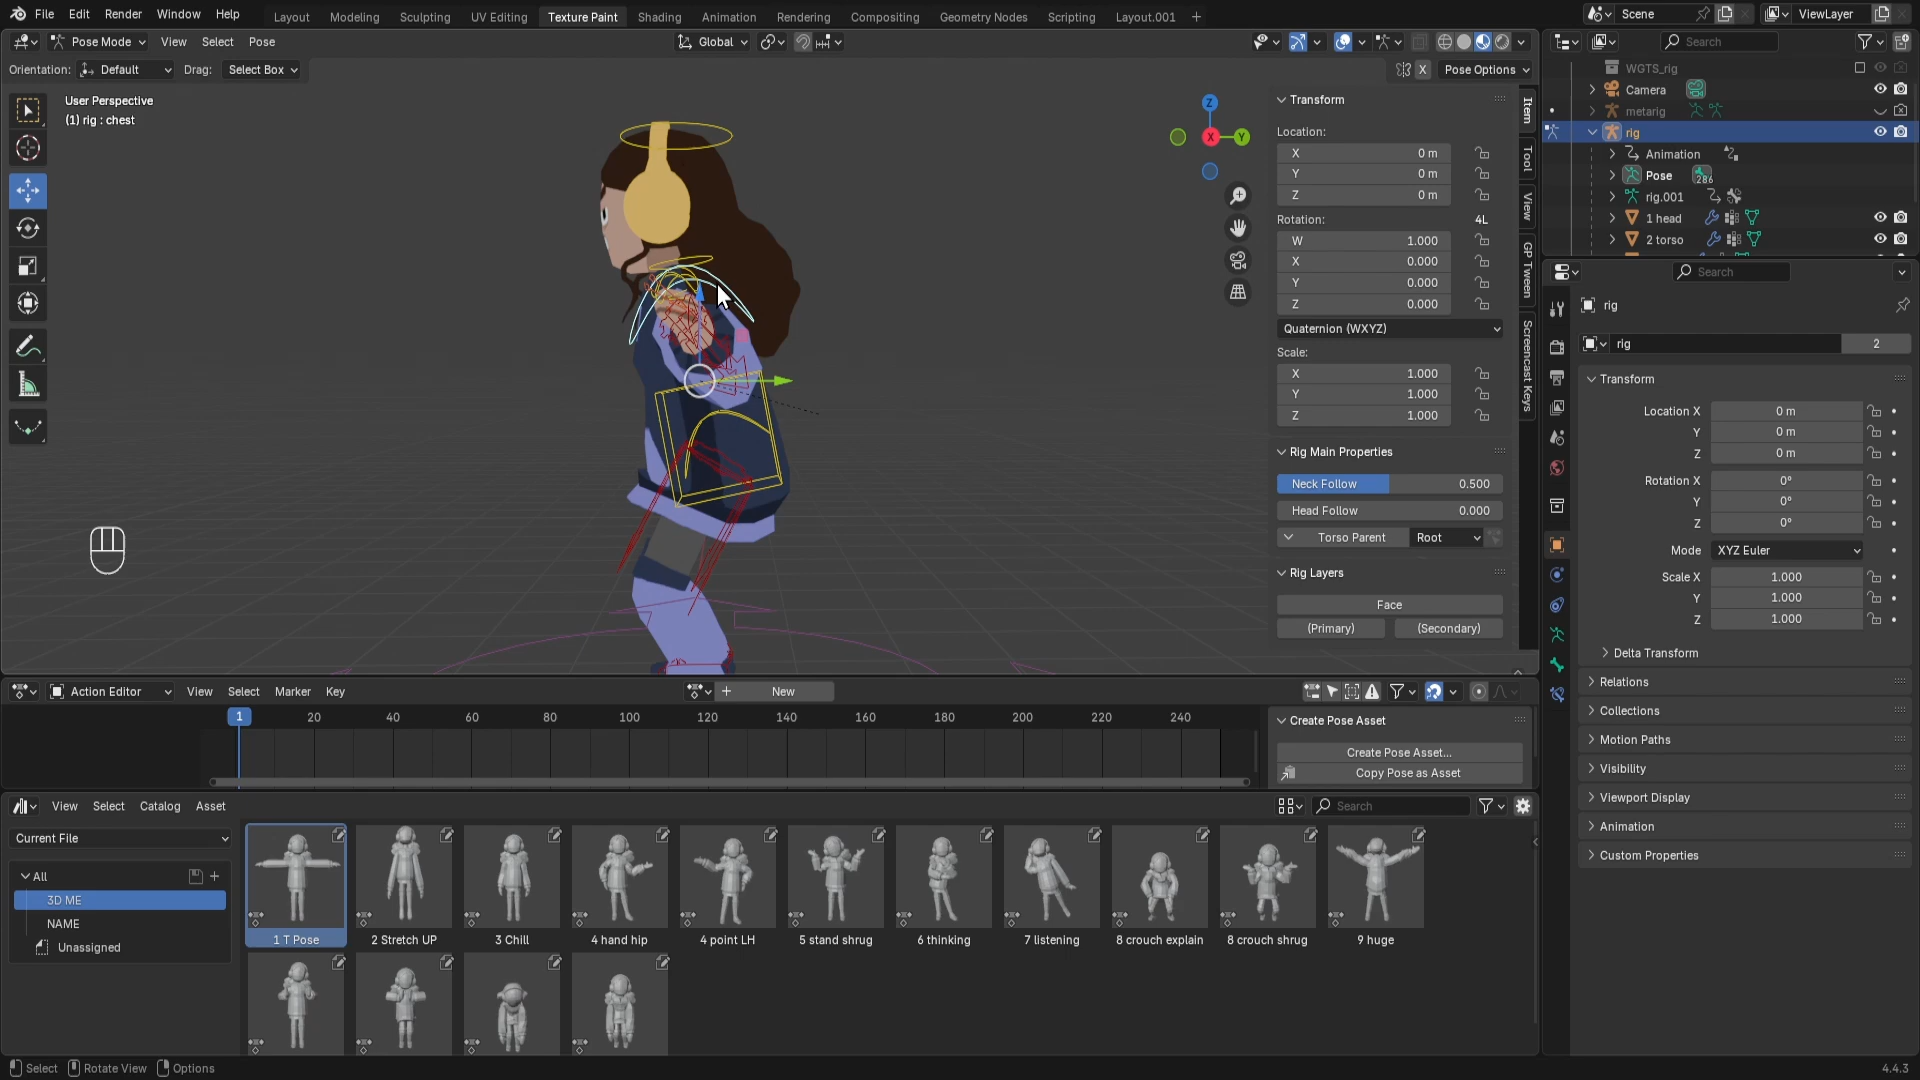 File Edit Render Window Help Layout Modeling Sculpting UV Editing Texture Paint Shading Animation Rendering Compositing Geometry Nodes Scripting Layout.001 + Scene ViewLayer
Pose Mode View Select Pose Global Search
Orientation: Default Drag: Select Box X Pose Options
User Perspective
(1) rig : chest
Z
X
Y
Transform
Location:
X 0 m
Y 0 m
Z 0 m
Rotation: 4L
W 1.000
X 0.000
Y 0.000
Z 0.000
Quaternion (WXYZ)
Scale:
X 1.000
Y 1.000
Z 1.000
Rig Main Properties
Neck Follow 0.500
Head Follow 0.000
Torso Parent Root
Rig Layers
Face
(Primary) (Secondary)
Item
Tool
View
GP Tween
Screencast Keys
WGTS_rig
Camera
metarig
rig
Animation
Pose 286
rig.001
1 head
2 torso
Search
rig
rig 2
Transform
Location X 0 m
Y 0 m
Z 0 m
Rotation X 0°
Y 0°
Z 0°
Mode XYZ Euler
Scale X 1.000
Y 1.000
Z 1.000
Delta Transform
Relations
Collections
Motion Paths
Visibility
Viewport Display
Animation
Custom Properties
Action Editor View Select Marker Key + New
1 20 40 60 80 100 120 140 160 180 200 220 240
Create Pose Asset
Create Pose Asset...
Copy Pose as Asset
View Select Catalog Asset Search
Current File
All
3D ME
NAME
Unassigned
1 T Pose 2 Stretch UP 3 Chill 4 hand hip 4 point LH 5 stand shrug 6 thinking 7 listening 8 crouch explain 8 crouch shrug 9 huge
Select Rotate View Options 4.4.3